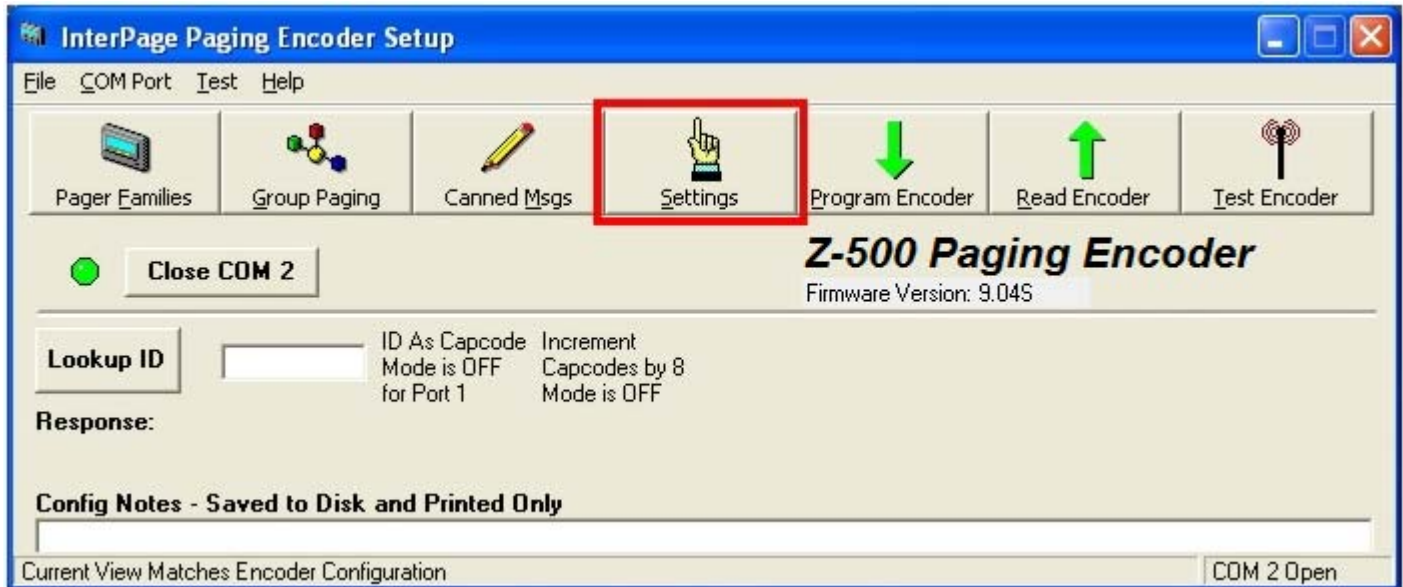 InterPage Paging Encoder Setup
File COM Port Test Help
Pager Families Group Paging Canned Msgs Settings Program Encoder Read Encoder Test Encoder
Close COM 2
Z-500 Paging Encoder
Firmware Version: 9.04S
Lookup ID
ID As Capcode
Mode is OFF
for Port 1
Increment
Capcodes by 8
Mode is OFF
Response:
Config Notes - Saved to Disk and Printed Only
Current View Matches Encoder Configuration
COM 2 Open